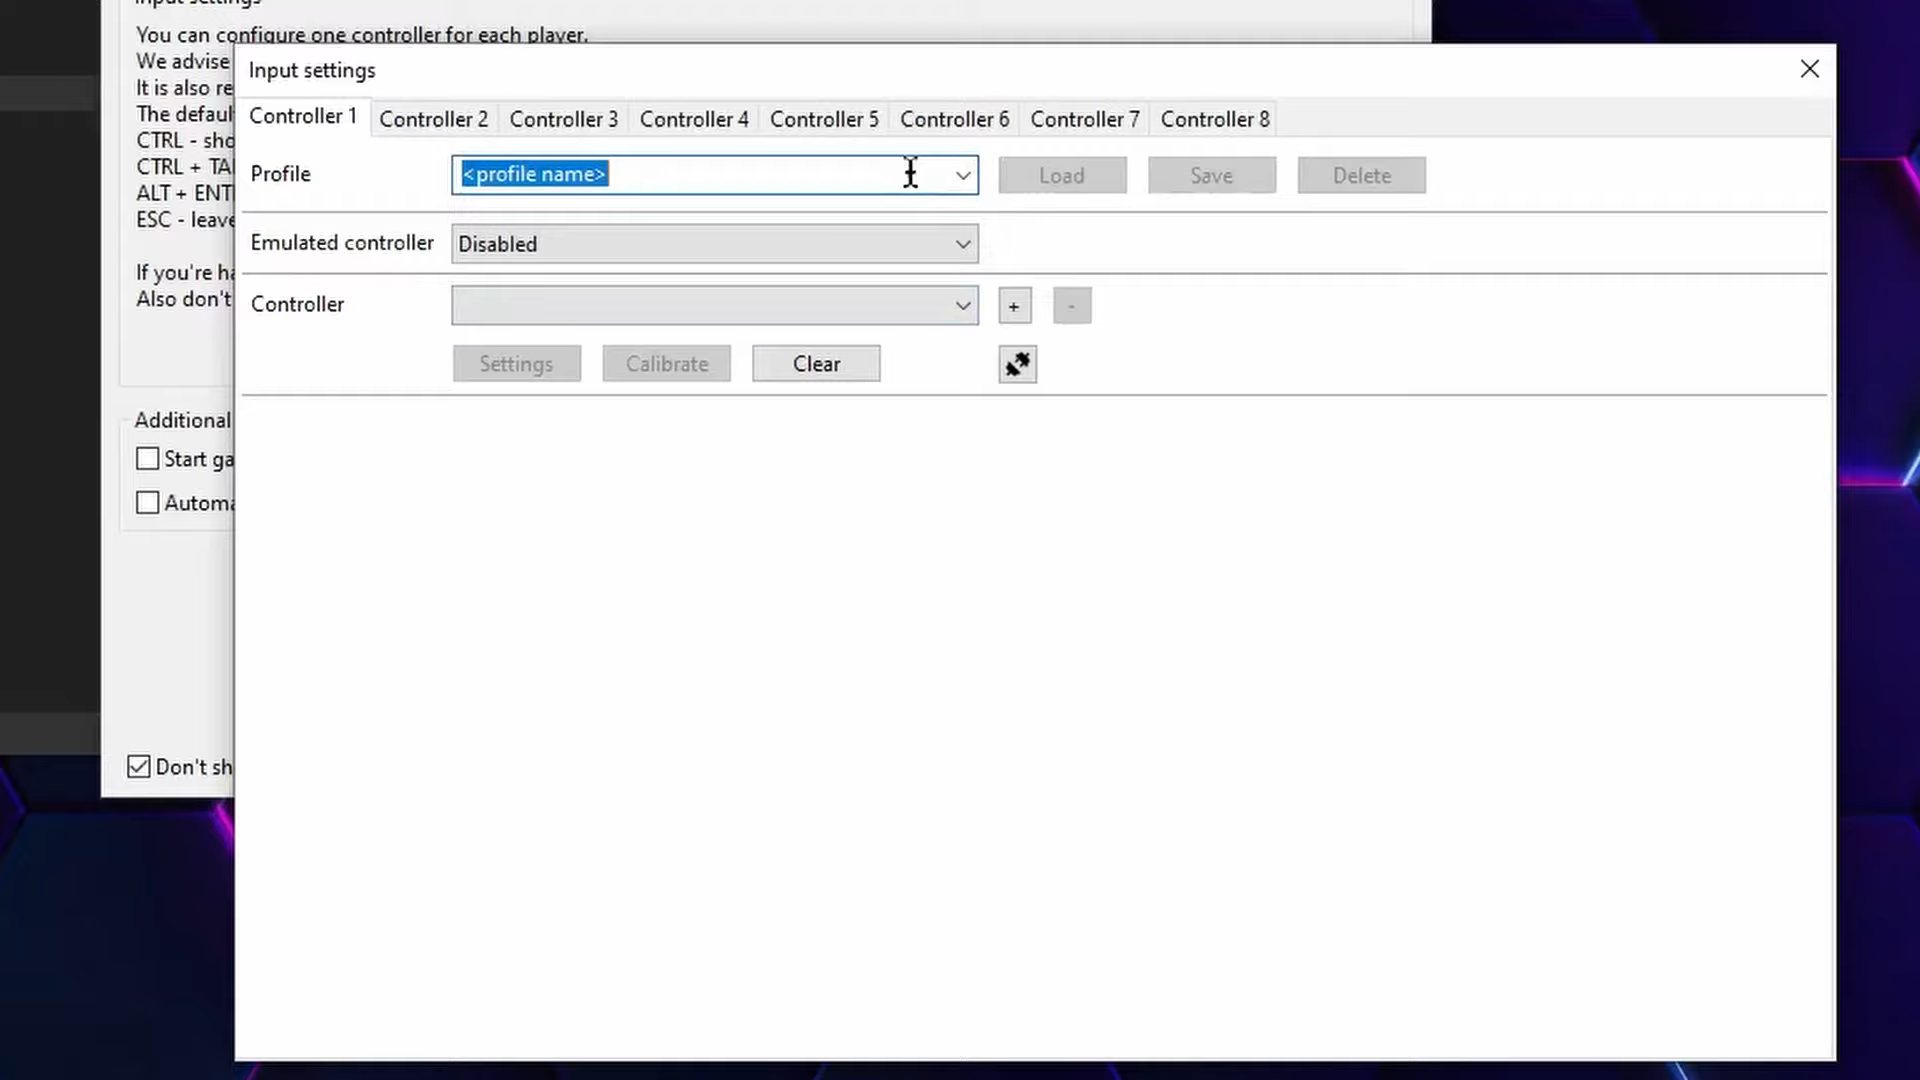 Input settings
You can configure one controller for each player.
We advise
It is also re
The defaul
CTRL - sho
CTRL + TA
ALT + ENT
ESC - leave
If you're ha
Also don't
Additional
Start ga
Automa
Don't sh
Input settings
Controller 1 Controller 2 Controller 3 Controller 4 Controller 5 Controller 6 Controller 7 Controller 8
Profile <profile name> Load Save Delete
Emulated controller Disabled
Controller + -
Settings Calibrate Clear